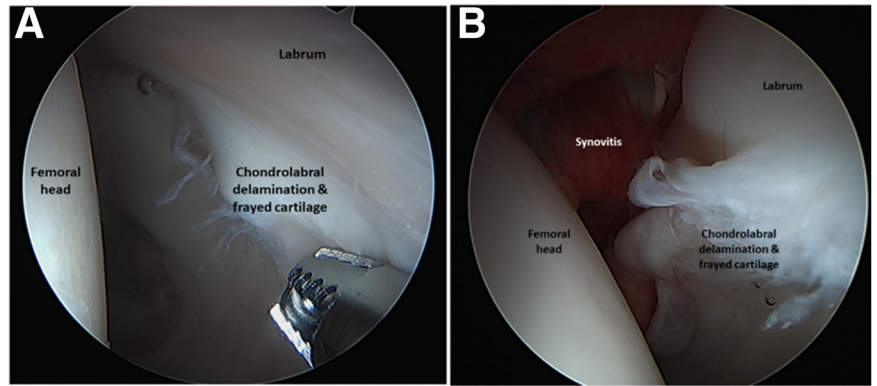 A
Labrum
Femoral
head
Chondrolabral
delamination &
frayed cartilage
B
Labrum
Synovitis
Femoral
head
Chondrolabral
delamination &
frayed cartilage